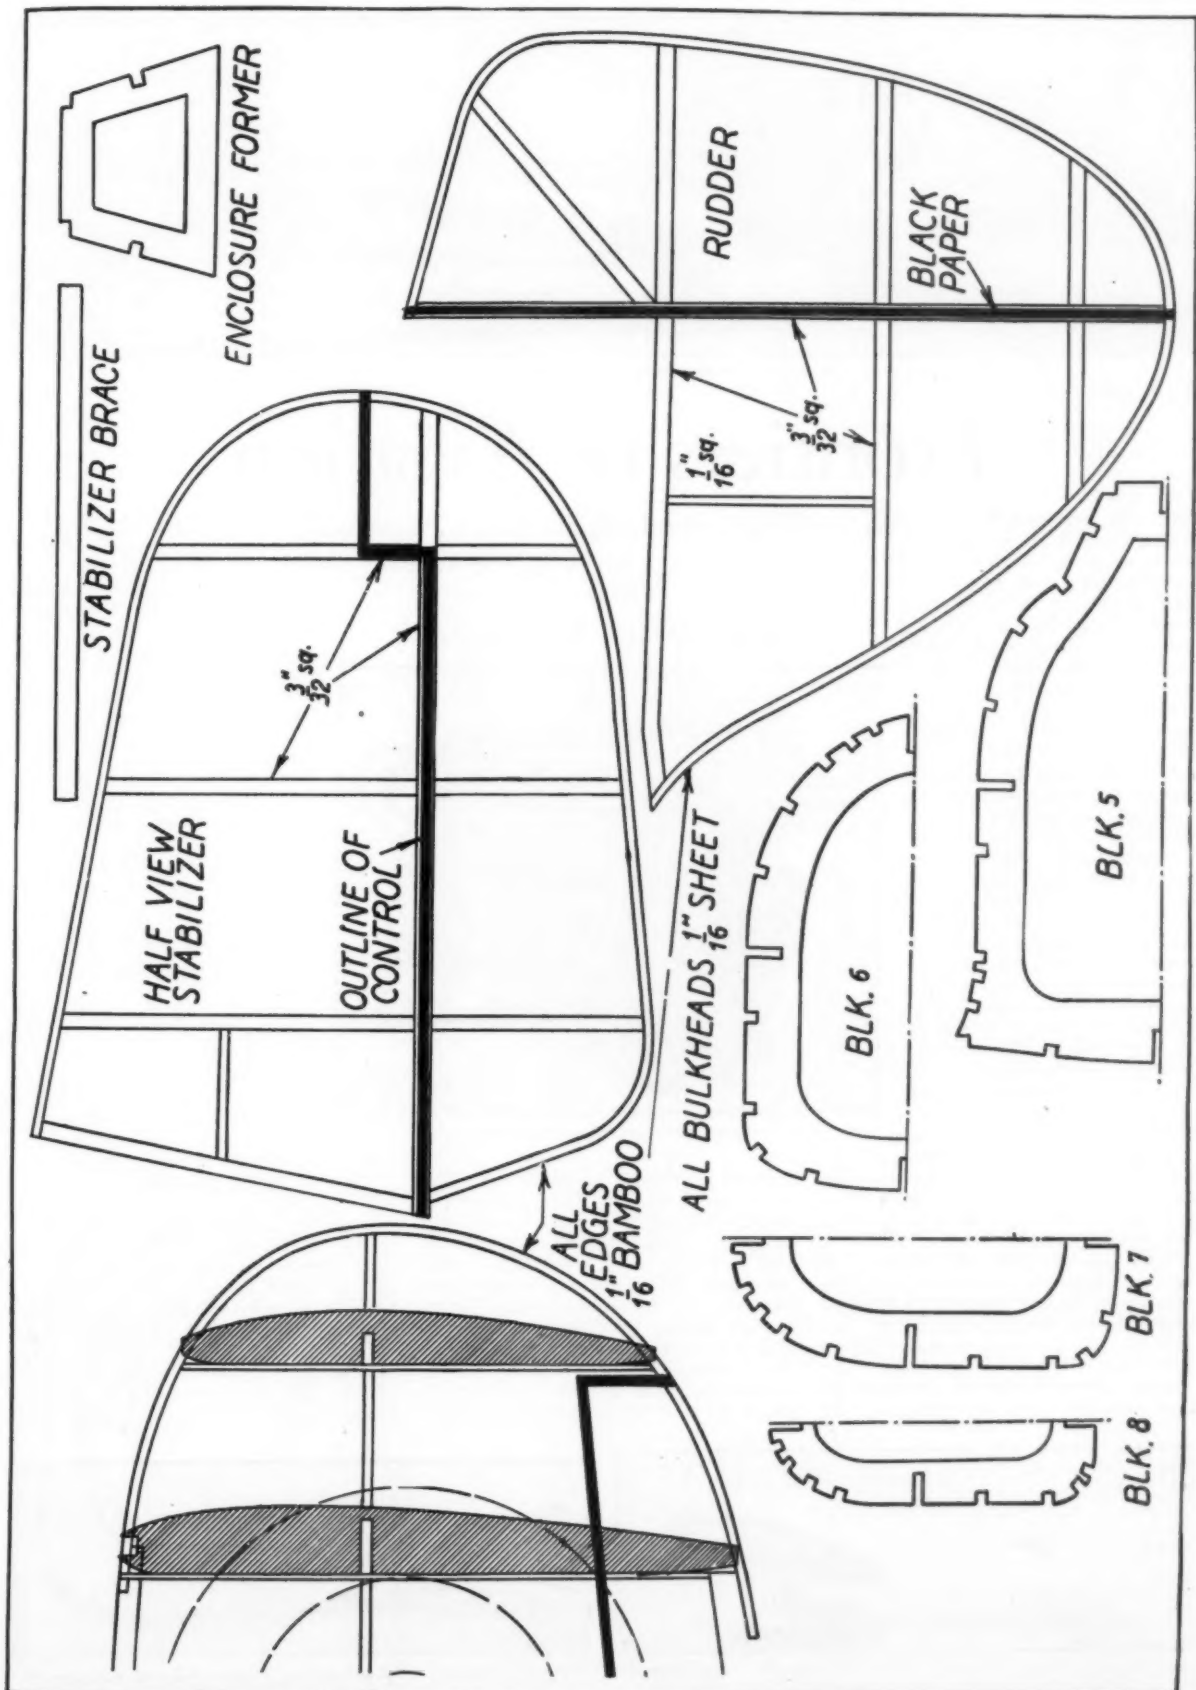 ENCLOSURE FORMER
STABILIZER BRACE
HALF VIEW
STABILIZER
3/32" sq.
OUTLINE OF
CONTROL
RUDDER
BLACK
PAPER
1/16" sq.
3/32" sq.
ALL
EDGES
1/16" BAMBOO
ALL BULKHEADS 1/16" SHEET
BLK. 5
BLK. 6
BLK. 7
BLK. 8